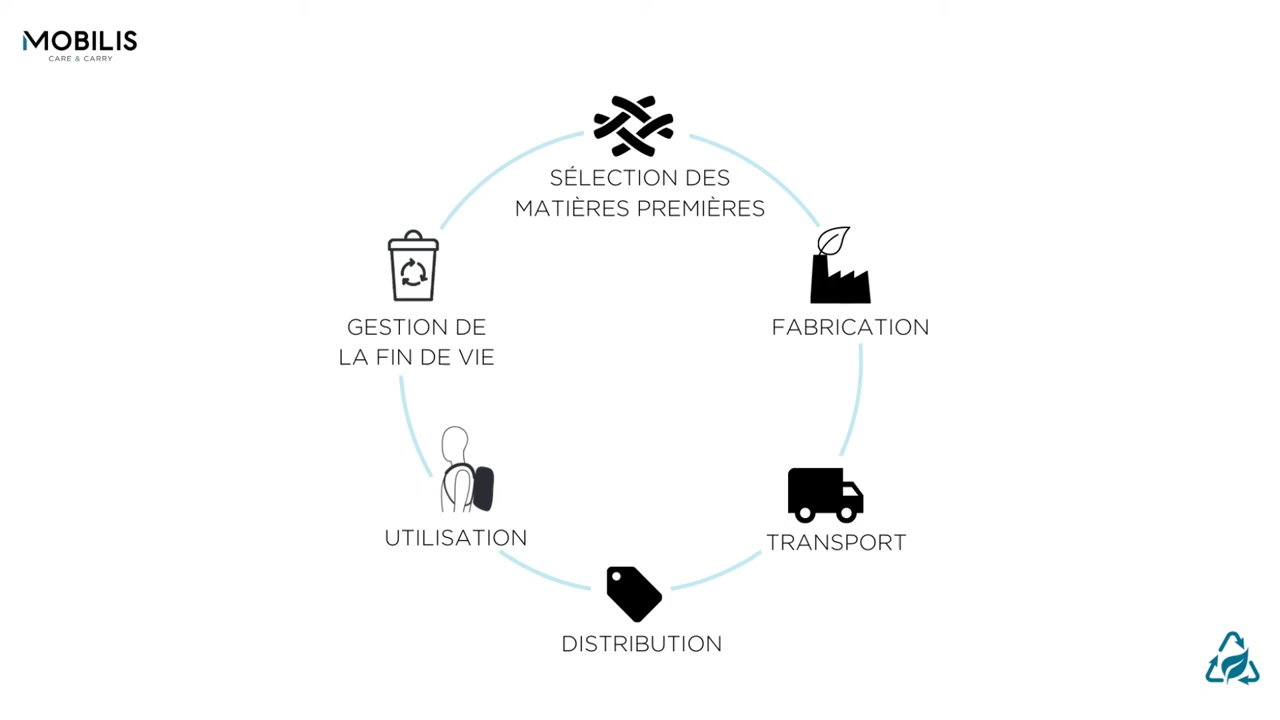 MOBILIS
CARE & CARRY
SÉLECTION DES
MATIÈRES PREMIÈRES
FABRICATION
TRANSPORT
DISTRIBUTION
UTILISATION
GESTION DE
LA FIN DE VIE